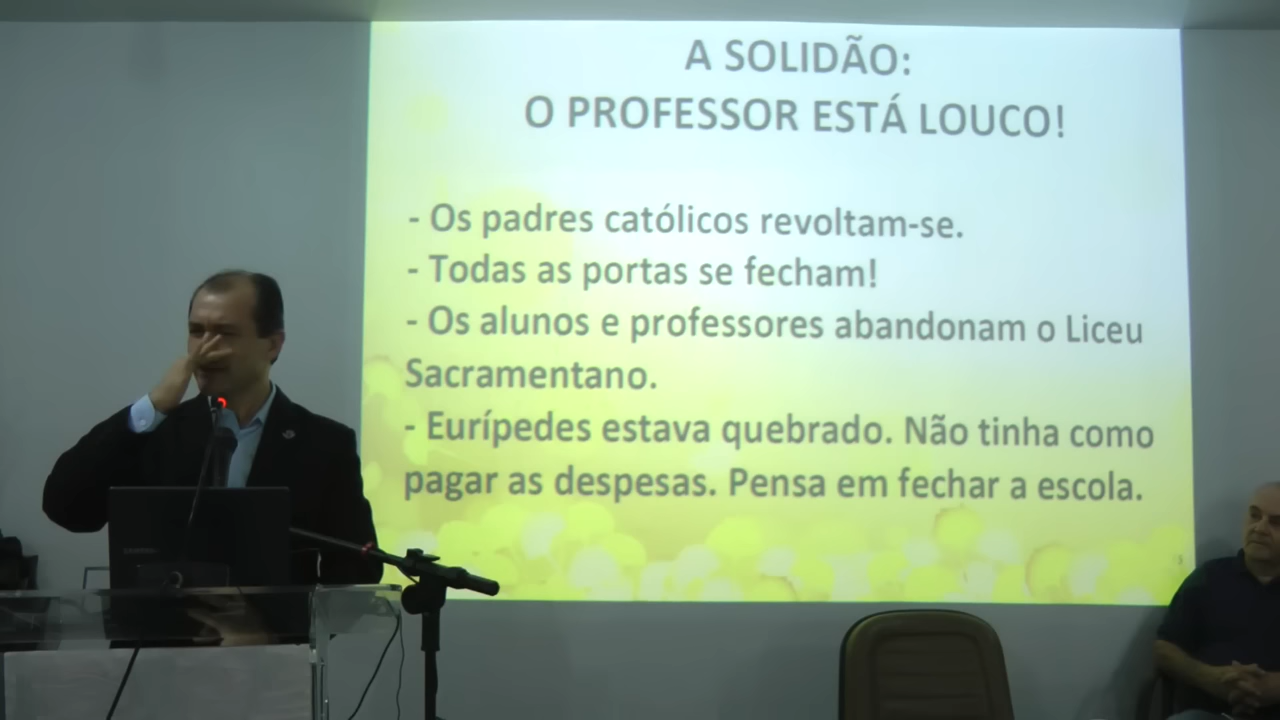 A SOLIDÃO:
O PROFESSOR ESTÁ LOUCO!
- Os padres católicos revoltam-se.
- Todas as portas se fecham!
- Os alunos e professores abandonam o Liceu
Sacramentano.
- Eurípedes estava quebrado. Não tinha como
pagar as despesas. Pensa em fechar a escola.